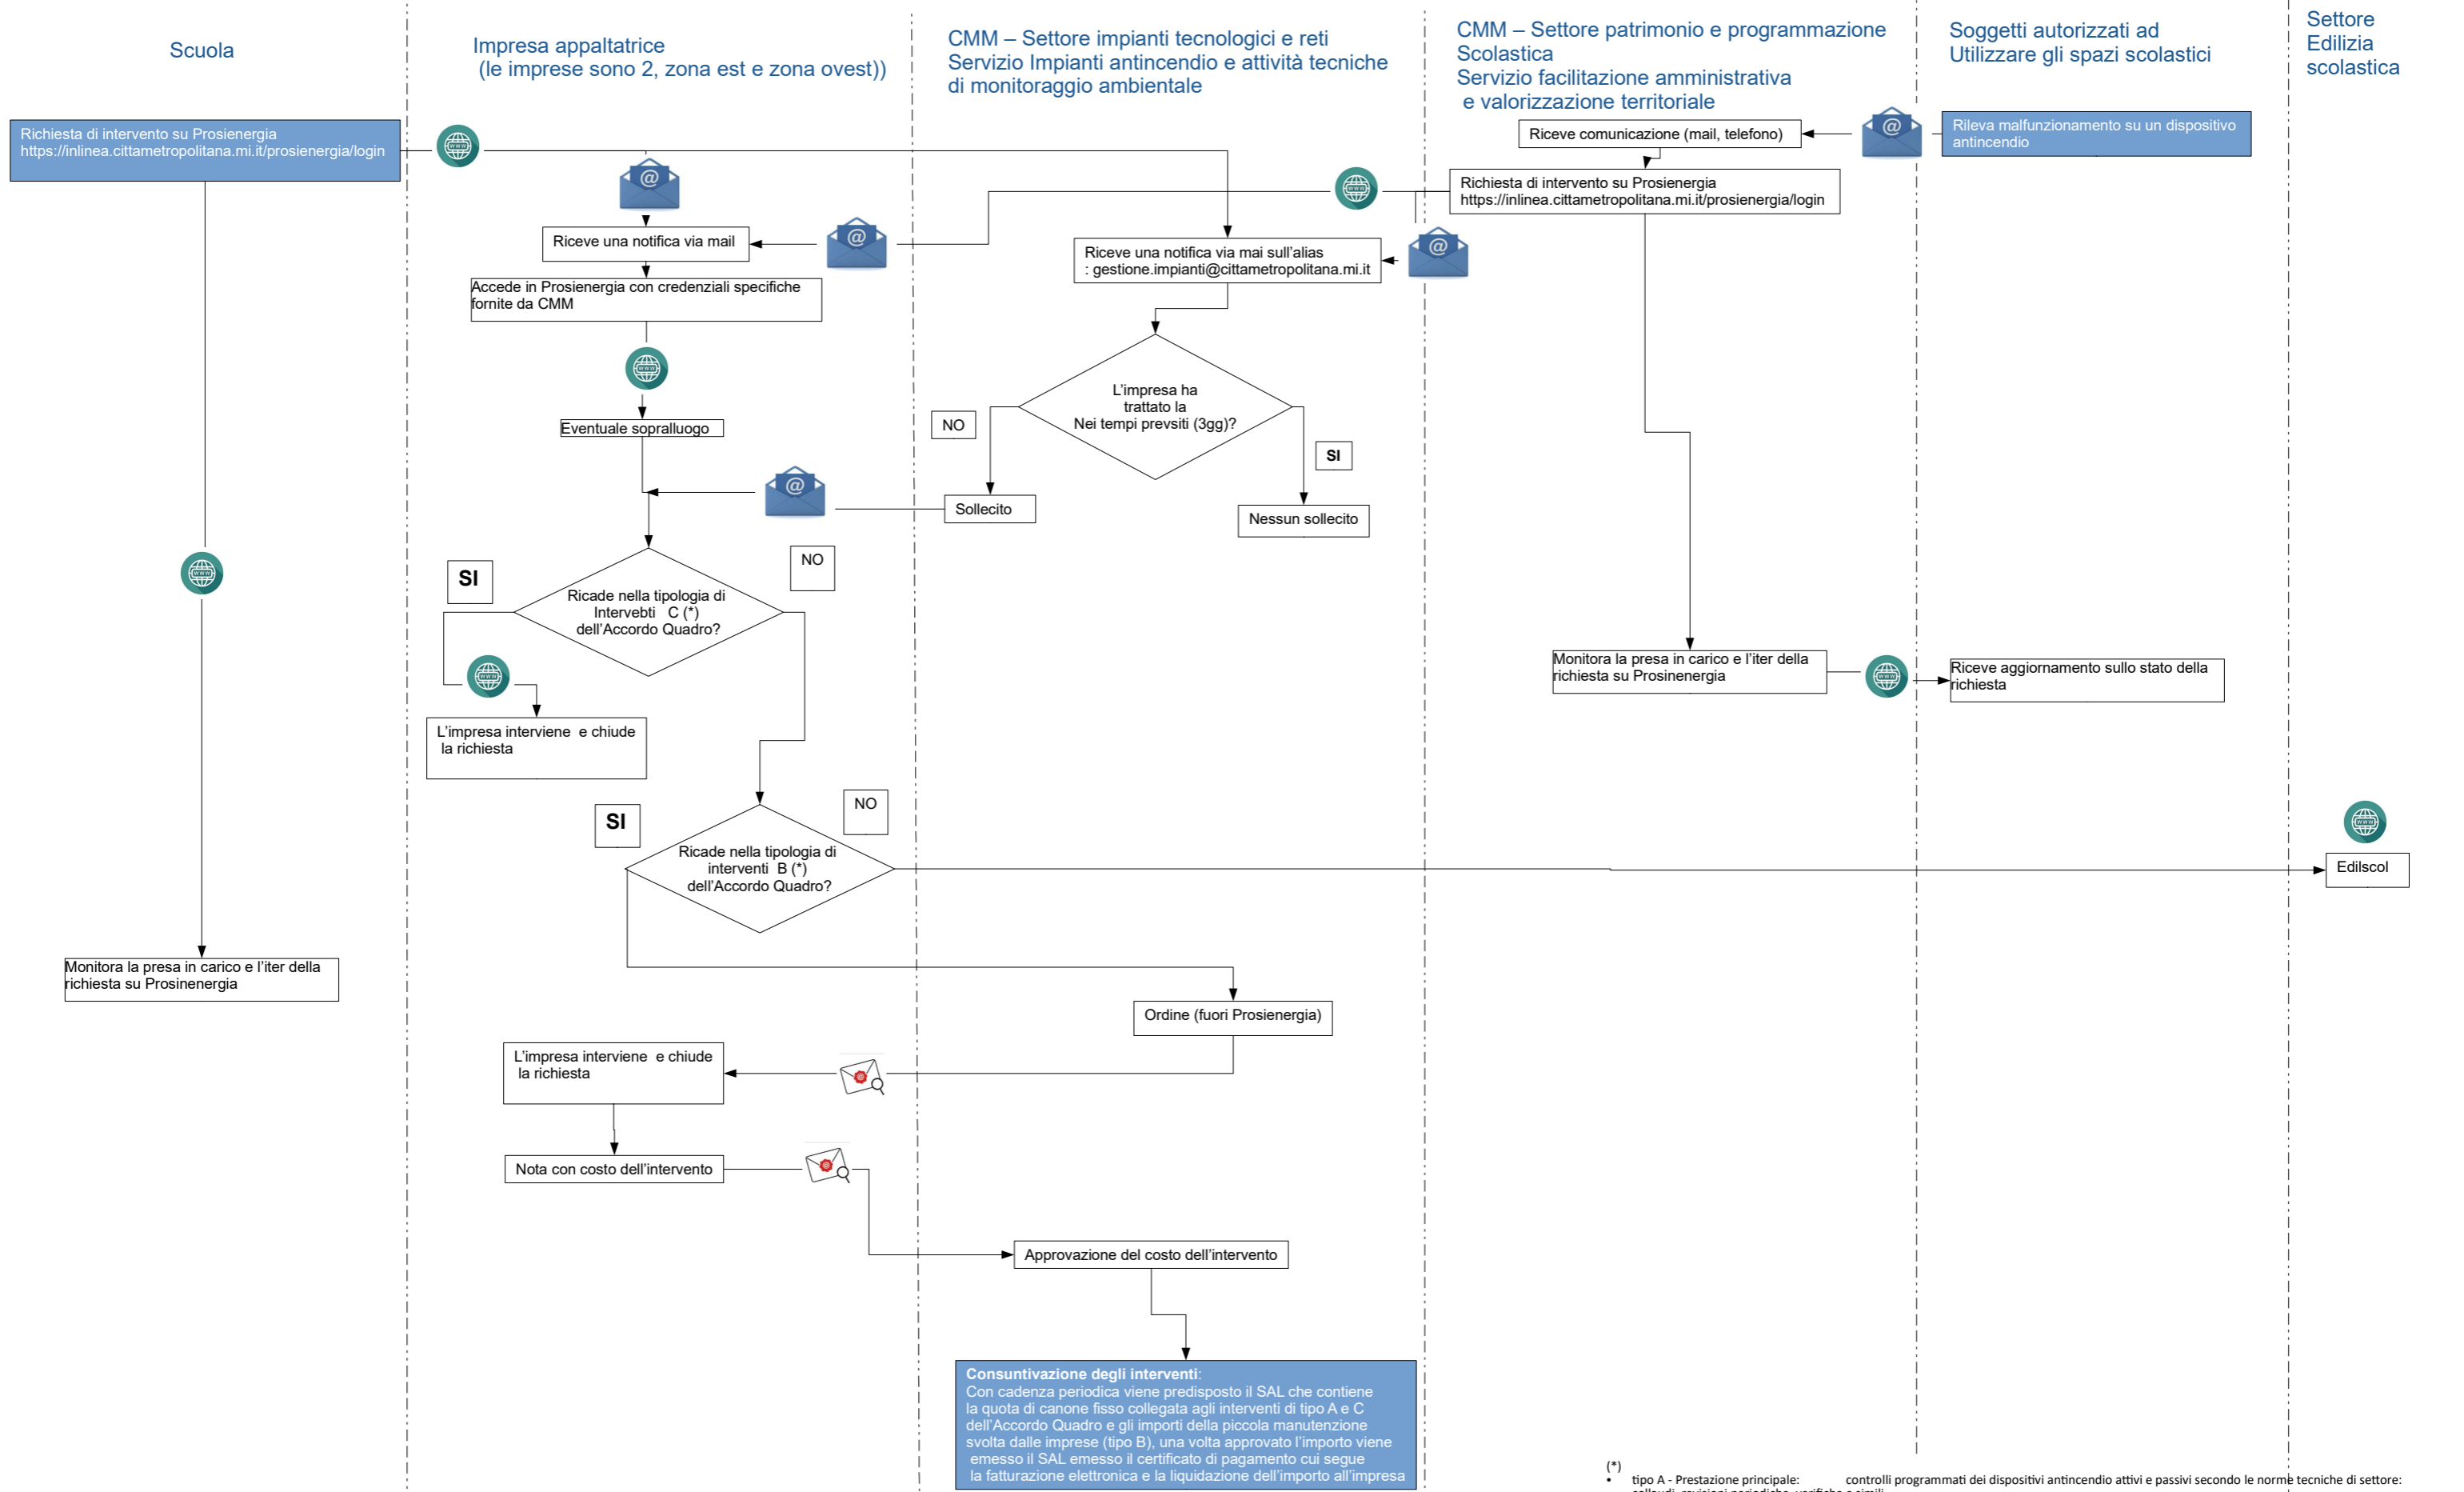 Scuola
Impresa appaltatrice
(le imprese sono 2, zona est e zona ovest))
CMM – Settore impianti tecnologici e reti
Servizio Impianti antincendio e attività tecniche
di monitoraggio ambientale
CMM – Settore patrimonio e programmazione
Scolastica
Servizio facilitazione amministrativa
e valorizzazione territoriale
Soggetti autorizzati ad
Utilizzare gli spazi scolastici
Settore
Edilizia
scolastica
Richiesta di intervento su Prosienergia
https://inlinea.cittametropolitana.mi.it/prosienergia/login
Riceve comunicazione (mail, telefono)
Rileva malfunzionamento su un dispositivo
antincendio
Richiesta di intervento su Prosienergia
https://inlinea.cittametropolitana.mi.it/prosienergia/login
Riceve una notifica via mail
Riceve una notifica via mai sull'alias
: gestione.impianti@cittametropolitana.mi.it
Accede in Prosienergia con credenziali specifiche
fornite da CMM
Eventuale sopralluogo
L'impresa ha
trattato la
Nei tempi prevsiti (3gg)?
NO
SI
Sollecito
Nessun sollecito
SI
NO
Ricade nella tipologia di
Intervebti C (*)
dell'Accordo Quadro?
L'impresa interviene e chiude
la richiesta
Monitora la presa in carico e l'iter della
richiesta su Prosinenergia
Riceve aggiornamento sullo stato della
richiesta
SI
NO
Ricade nella tipologia di
interventi B (*)
dell'Accordo Quadro?
Edilscol
Monitora la presa in carico e l'iter della
richiesta su Prosinenergia
Ordine (fuori Prosienergia)
L'impresa interviene e chiude
la richiesta
Nota con costo dell'intervento
Approvazione del costo dell'intervento
Consuntivazione degli interventi:
Con cadenza periodica viene predisposto il SAL che contiene
la quota di canone fisso collegata agli interventi di tipo A e C
dell'Accordo Quadro e gli importi della piccola manutenzione
svolta dalle imprese (tipo B), una volta approvato l'importo viene
emesso il SAL emesso il certificato di pagamento cui segue
la fatturazione elettronica e la liquidazione dell'importo all'impresa
(*)
• tipo A - Prestazione principale: controlli programmati dei dispositivi antincendio attivi e passivi secondo le norme tecniche di settore: